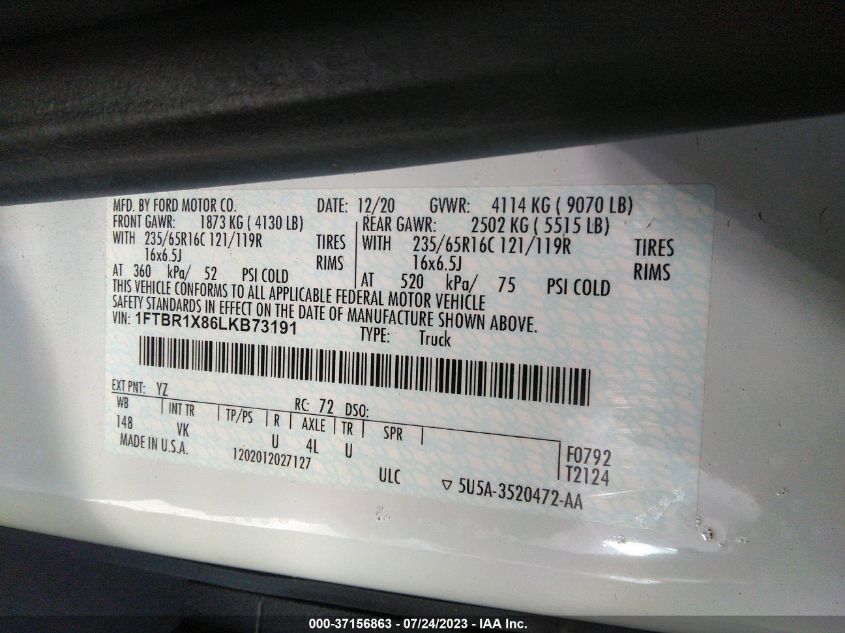 MFD. BY FORD MOTOR CO. DATE: 12/20 GVWR: 4114 KG ( 9070 LB)
FRONT GAWR: 1873 KG ( 4130 LB) REAR GAWR: 2502 KG ( 5515 LB)
WITH 235/65R16C 121/119R TIRES WITH 235/65R16C 121/119R TIRES
16x6.5J RIMS 16x6.5J RIMS
AT 360 kPa/ 52 PSI COLD AT 520 kPa/ 75 PSI COLD
THIS VEHICLE CONFORMS TO ALL APPLICABLE FEDERAL MOTOR VEHICLE
SAFETY STANDARDS IN EFFECT ON THE DATE OF MANUFACTURE SHOWN ABOVE.
VIN: 1FTBR1X86LKB73191 TYPE: Truck
EXT PNT: YZ RC: 72 DSO:
WB INT TR TP/PS R AXLE TR SPR
148 VK U 4L U F0792
MADE IN U.S.A. 1202012027127 T2124
ULC ▽ 5U5A-3520472-AA
000-37156863 / 07/24/2023 - IAA Inc.